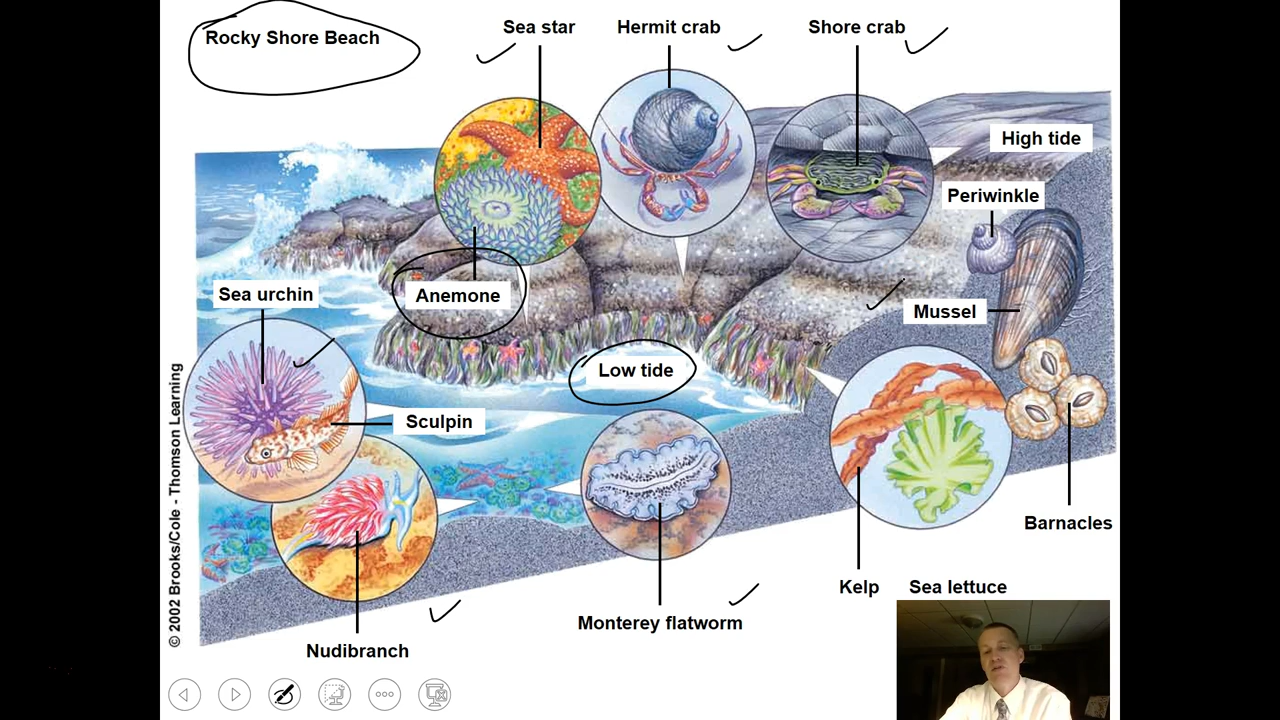 Rocky Shore Beach
Sea star
Hermit crab
Shore crab
High tide
Periwinkle
Sea urchin
Anemone
Mussel
Low tide
Sculpin
Barnacles
Kelp
Sea lettuce
Monterey flatworm
Nudibranch
© 2002 Brooks/Cole - Thomson Learning